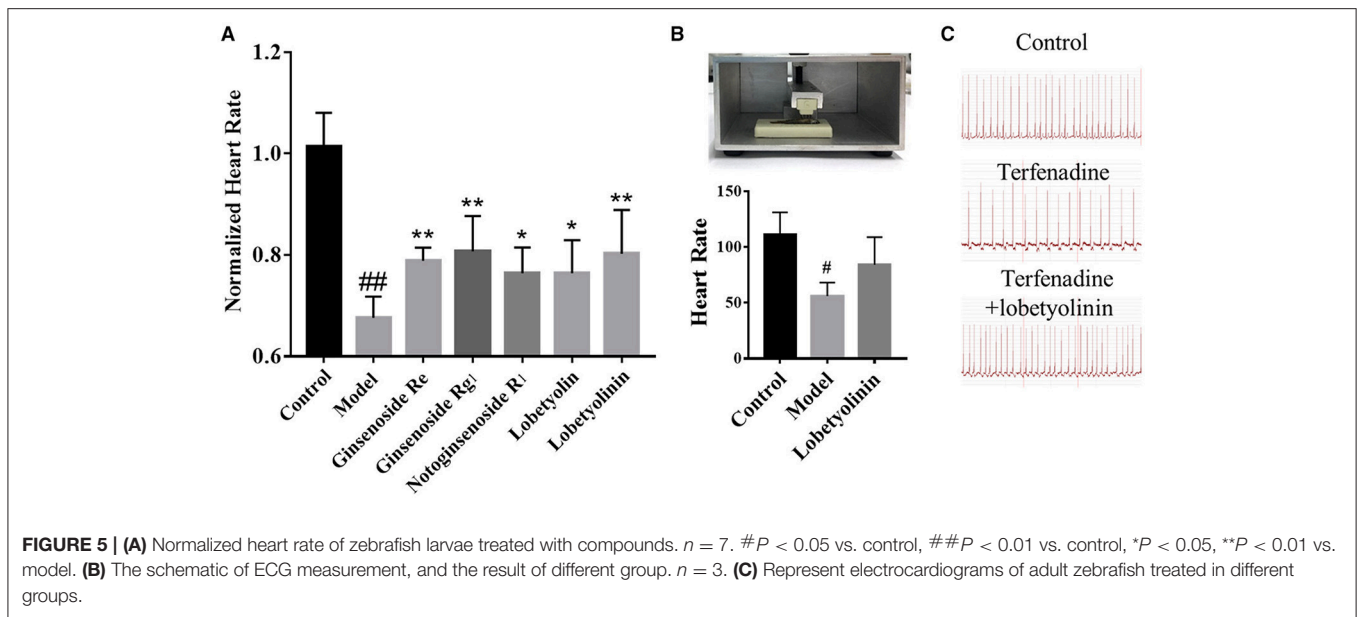 A
Normalized Heart Rate
1.2
1.0
0.8
0.6
##
**
**
*
*
**
Control
Model
Ginsenoside Re
Ginsenoside Rg1
Notoginsenoside R1
Lobetyolin
Lobetyolinin
B
Heart Rate
150
100
50
0
#
Control
Model
Lobetyolinin
C
Control
Terfenadine
Terfenadine
+lobetyolinin
FIGURE 5 | (A) Normalized heart rate of zebrafish larvae treated with compounds. n = 7. #P < 0.05 vs. control, ##P < 0.01 vs. control, *P < 0.05, **P < 0.01 vs.
model. (B) The schematic of ECG measurement, and the result of different group. n = 3. (C) Represent electrocardiograms of adult zebrafish treated in different
groups.